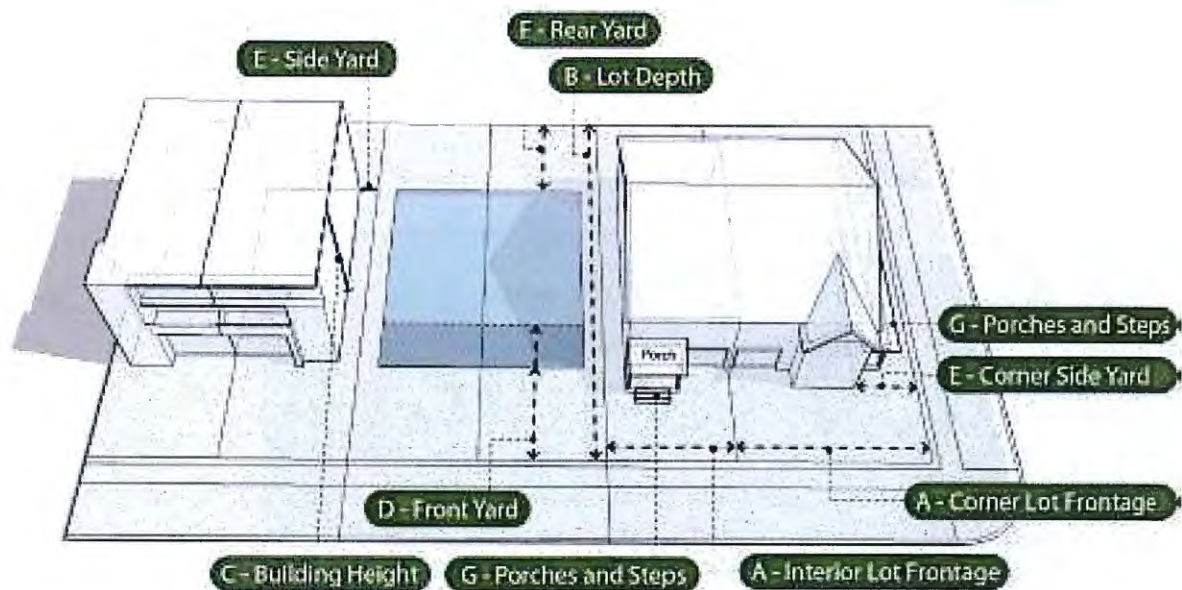 F - Rear Yard
E - Side Yard
B - Lot Depth
Porch
G - Porches and Steps
E - Corner Side Yard
A - Corner Lot Frontage
D - Front Yard
C - Building Height
G - Porches and Steps
A - Interior Lot Frontage